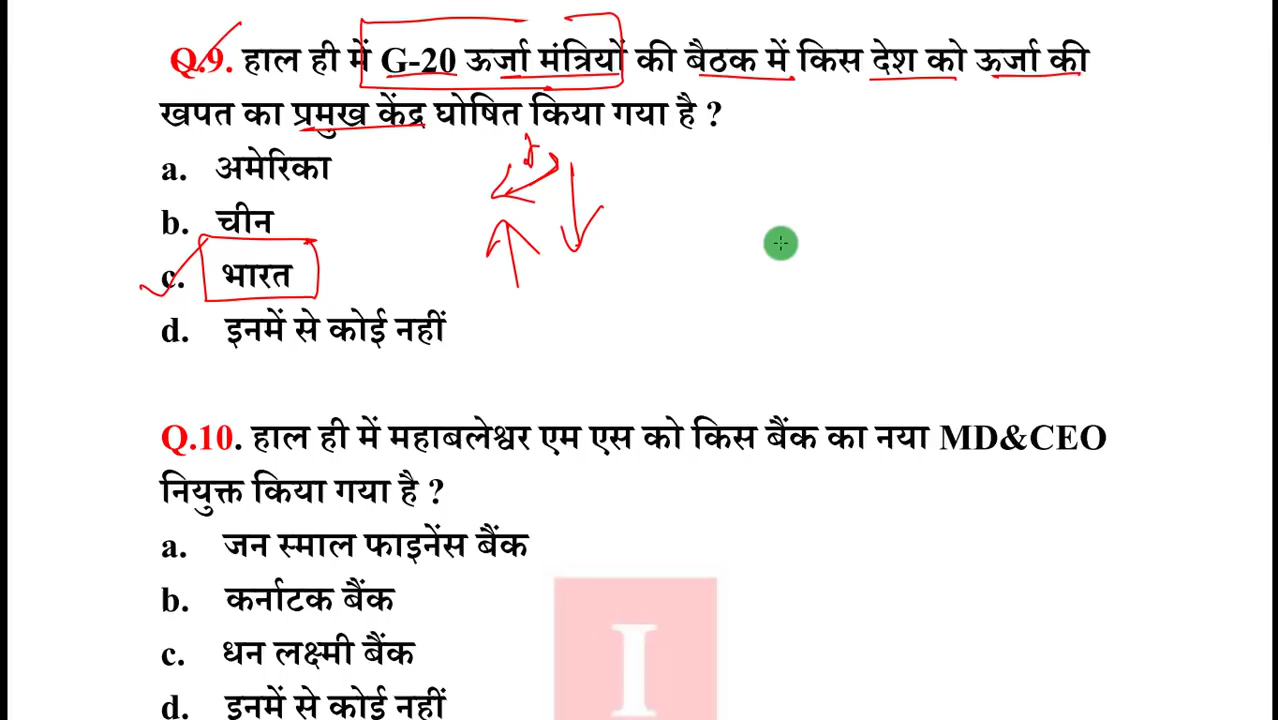 Q.9. हाल ही में G-20 ऊर्जा मंत्रियों की बैठक में किस देश को ऊर्जा की
खपत का प्रमुख केंद्र घोषित किया गया है ?
a. अमेरिका
b. चीन
c. भारत
d. इनमें से कोई नहीं
Q.10. हाल ही में महाबलेश्वर एम एस को किस बैंक का नया MD&CEO
नियुक्त किया गया है ?
a. जन स्माल फाइनेंस बैंक
b. कर्नाटक बैंक
c. धन लक्ष्मी बैंक
d. इनमें से कोई नहीं
I